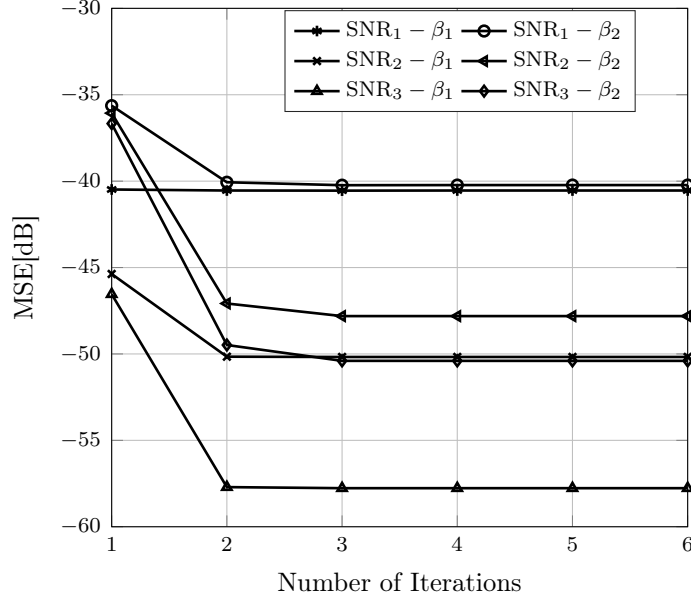 −30
−35
−40
−45
−50
−55
−60
MSE[dB]
SNR₁ − β₁
SNR₁ − β₂
SNR₂ − β₁
SNR₂ − β₂
SNR₃ − β₁
SNR₃ − β₂
1 2 3 4 5 6
Number of Iterations